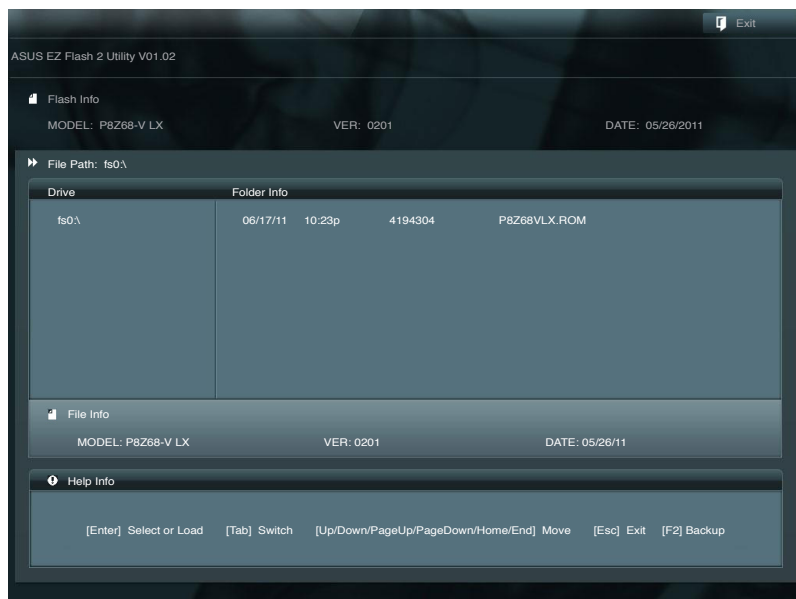 Exit
ASUS EZ Flash 2 Utility V01.02
Flash Info
MODEL: P8Z68-V LX VER: 0201 DATE: 05/26/2011
File Path: fs0:\
Drive Folder Info
fs0:\ 06/17/11 10:23p 4194304 P8Z68VLX.ROM
File Info
MODEL: P8Z68-V LX VER: 0201 DATE: 05/26/11
Help Info
[Enter] Select or Load [Tab] Switch [Up/Down/PageUp/PageDown/Home/End] Move [Esc] Exit [F2] Backup